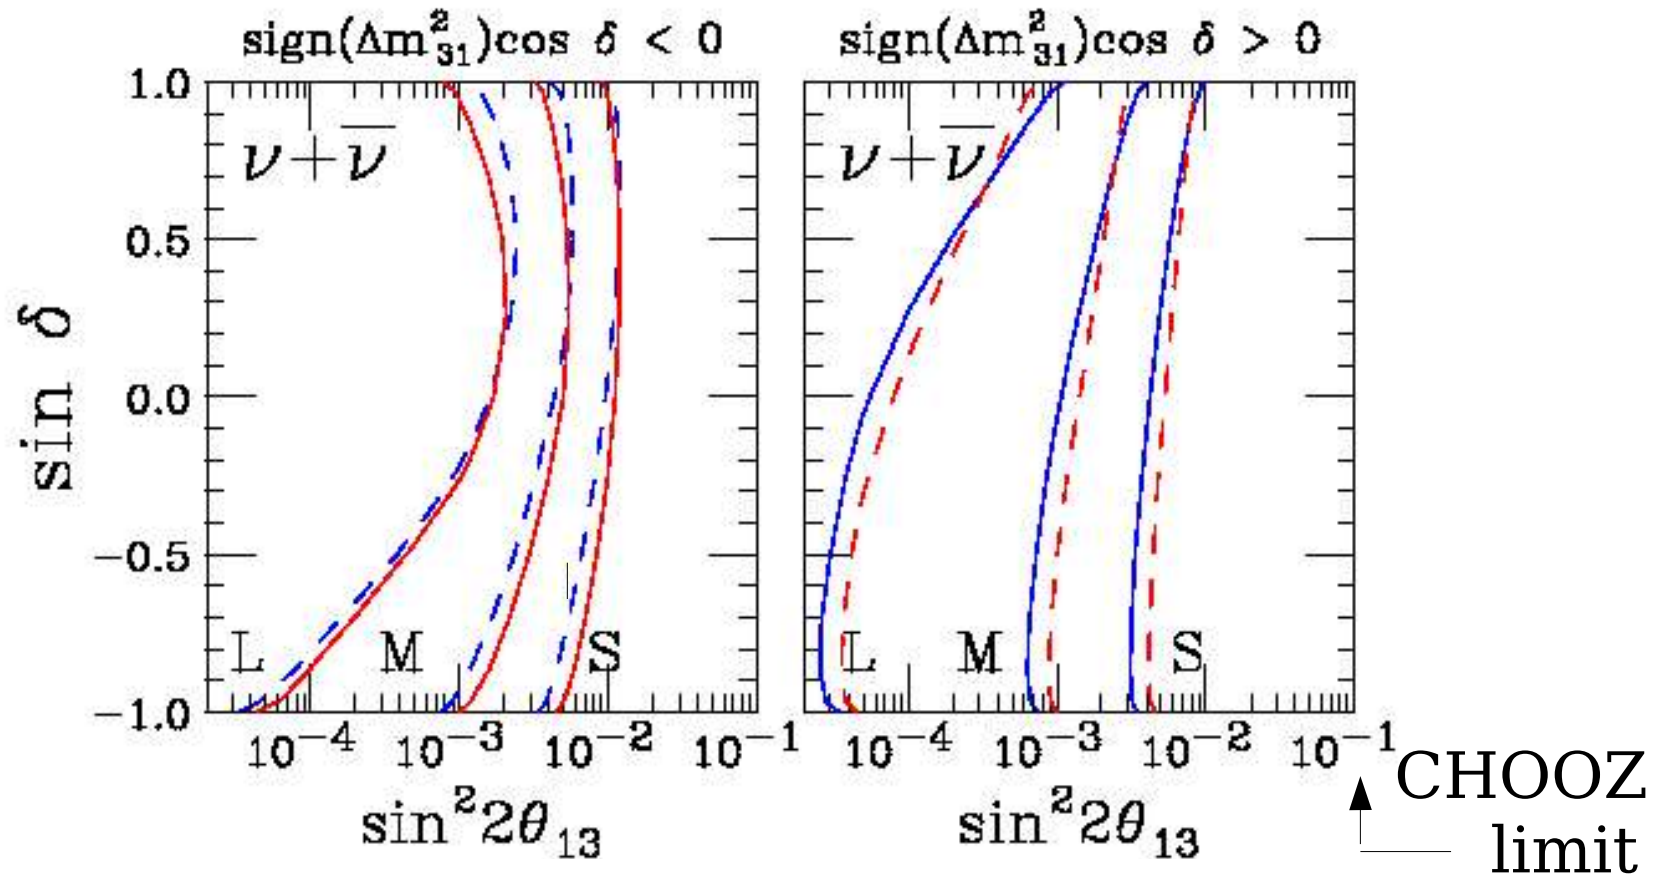 sign(Δm²₃₁)cos δ < 0
sign(Δm²₃₁)cos δ > 0
sin δ
1.0
0.5
0.0
−0.5
−1.0
ν+ν̅
L
M
S
ν+ν̅
L
M
S
10⁻⁴
10⁻³
10⁻²
10⁻¹
10⁻⁴
10⁻³
10⁻²
10⁻¹
sin²2θ₁₃
sin²2θ₁₃
CHOOZ
limit